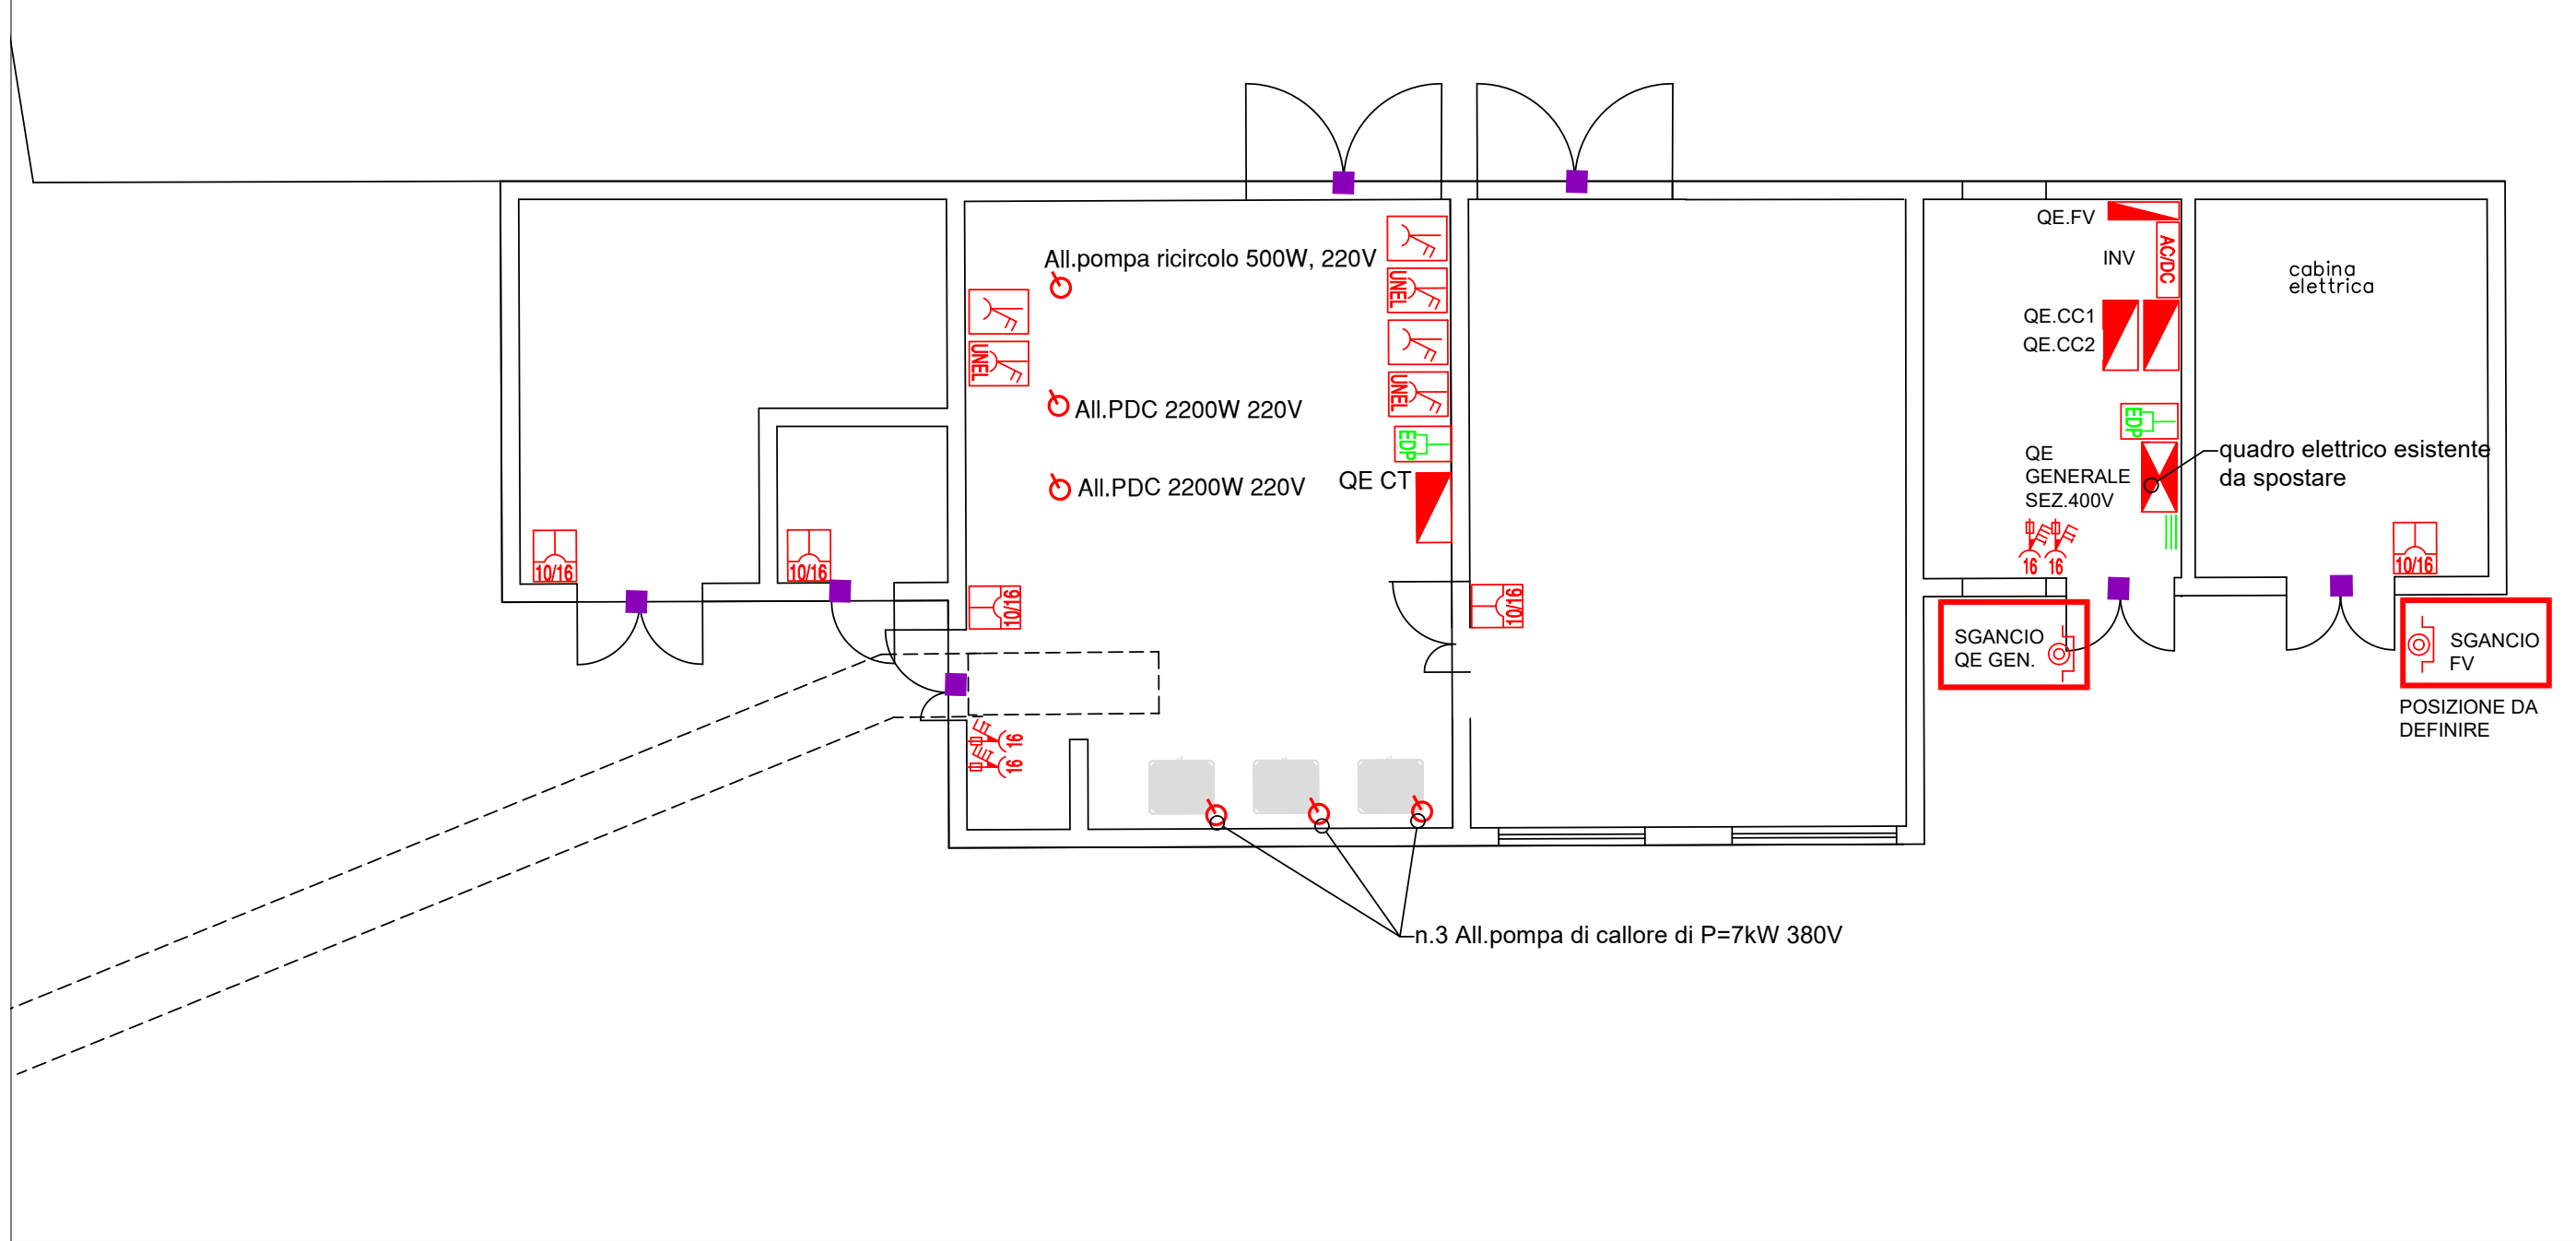 All.pompa ricircolo 500W, 220V
UNEL
UNEL
UNEL
All.PDC 2200W 220V
EDP
All.PDC 2200W 220V
QE CT
QE.FV
INV
AC/DC
QE.CC1
QE.CC2
cabina
elettrica
EDP
QE
GENERALE
SEZ.400V
quadro elettrico esistente
da spostare
10/16
10/16
10/16
10/16
16
16
10/16
16
16
SGANCIO
QE GEN.
SGANCIO
FV
POSIZIONE DA
DEFINIRE
n.3 All.pompa di callore di P=7kW 380V